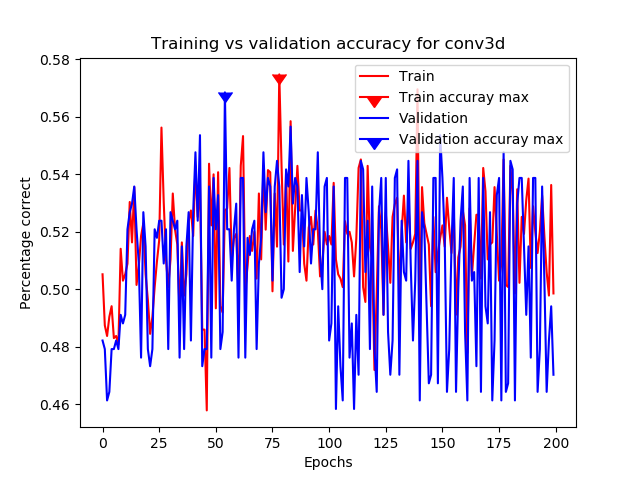 Training vs validation accuracy for conv3d
Percentage correct
0.58
0.56
0.54
0.52
0.50
0.48
0.46
Train
Train accuray max
Validation
Validation accuray max
0 25 50 75 100 125 150 175 200
Epochs